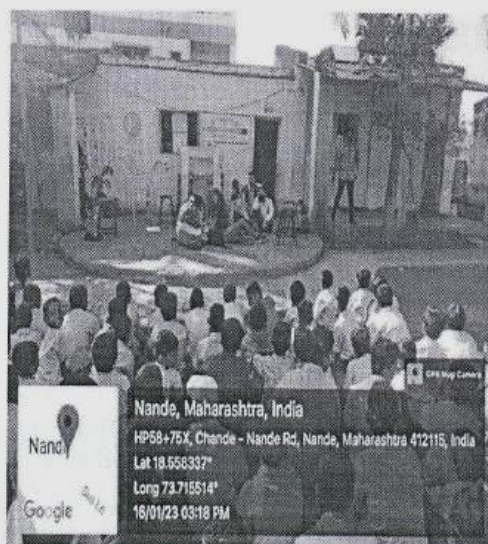 GPS Map Camera
Nande, Maharashtra, India
HP58+75X, Chande - Nande Rd, Nande, Maharashtra 412115, India
Lat 18.558337°
Long 73.715514°
16/01/23 03:18 PM
Nand
Google